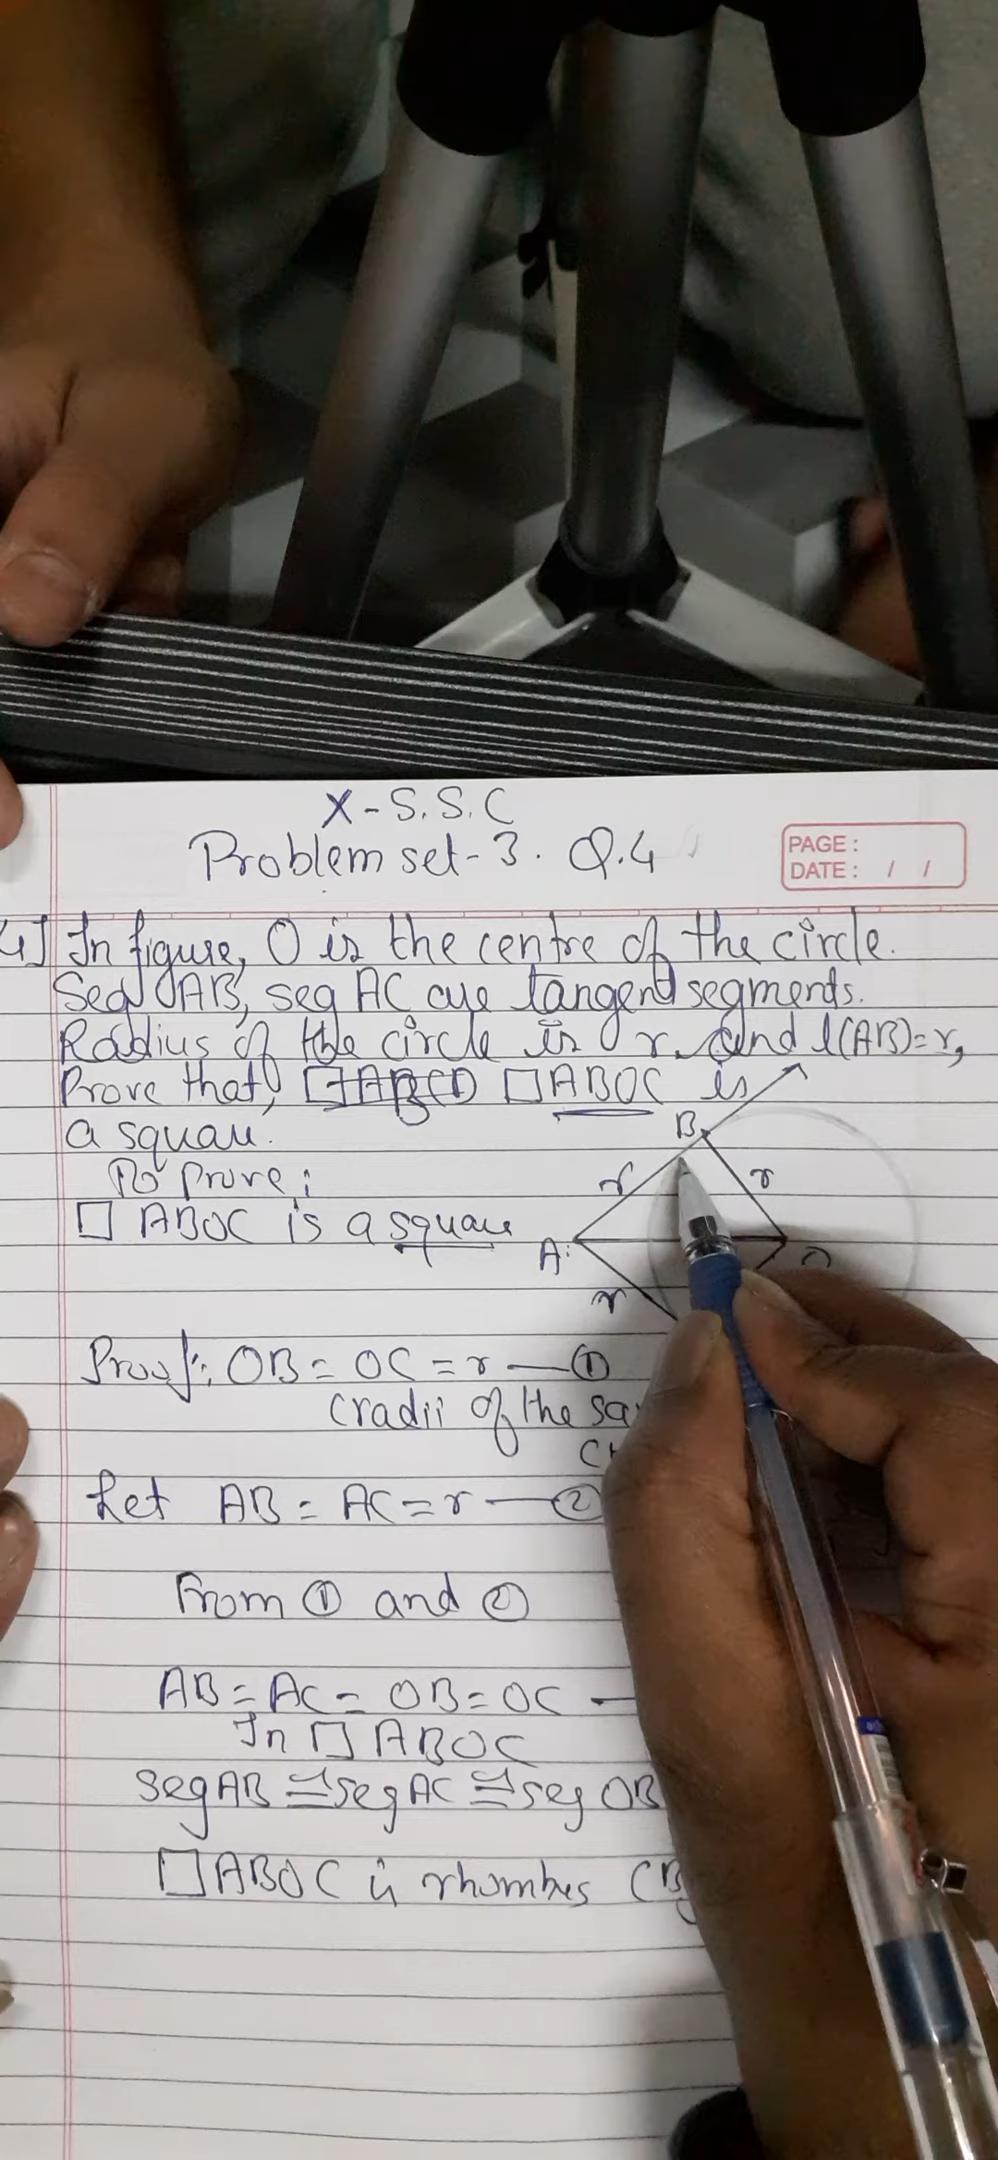 X - S.S.C
Problem set - 3. Q.4
PAGE :
DATE : / /
4] In figure, O is the centre of the circle.
Seg AB, seg AC are tangent segments.
Radius of the circle is r and l(AB)=r,
Prove that, □ABCD □ABOC is
a square.
To prove:
□ ABOC is a square
B
r
r
A
r
O
Proof: OB = OC = r — ①
(radii of the
Let AB = AC = r — ②
From ① and ②
AB = AC = OB = OC —
In □ ABOC
seg AB ≅ seg AC ≅ seg OB
□ABOC is rhombus (B